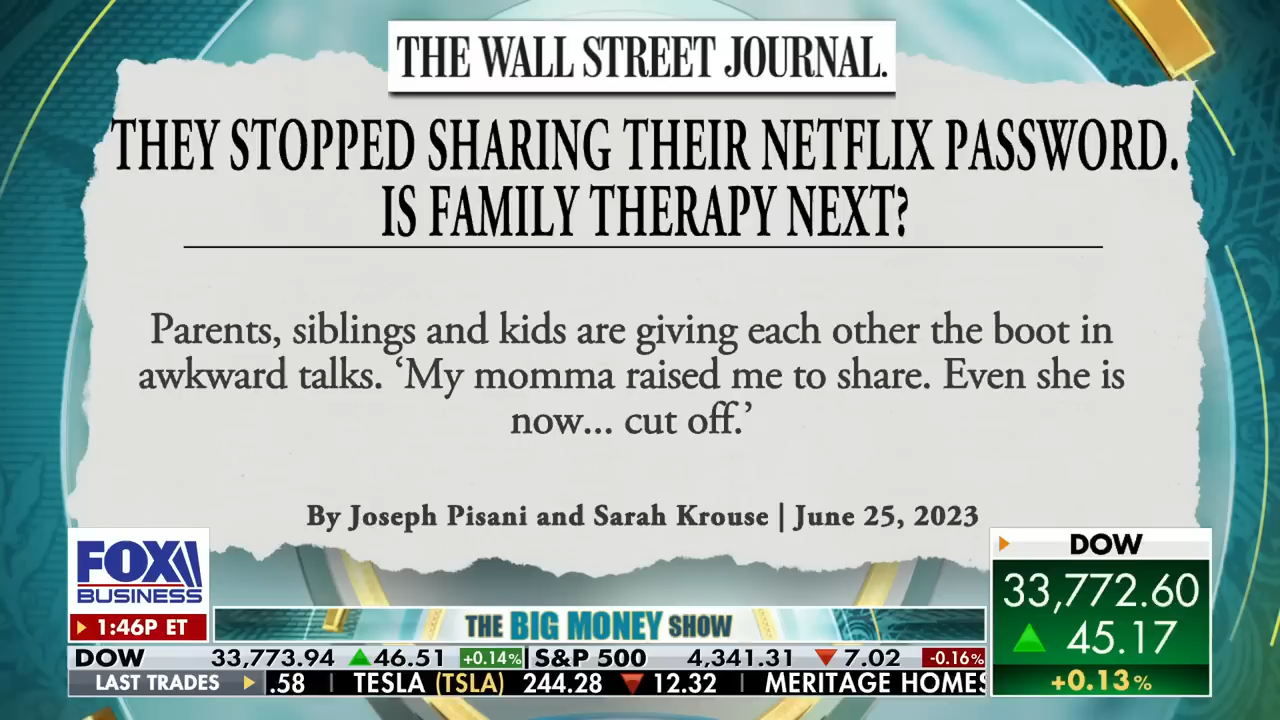 THE WALL STREET JOURNAL.
THEY STOPPED SHARING THEIR NETFLIX PASSWORD.
IS FAMILY THERAPY NEXT?
Parents, siblings and kids are giving each other the boot in
awkward talks. ‘My momma raised me to share. Even she is
now... cut off.’
By Joseph Pisani and Sarah Krouse | June 25, 2023
FOX
BUSINESS
1:46P ET
THE BIG MONEY SHOW
DOW
33,772.60
45.17
+0.13%
DOW 33,773.94 46.51 +0.14% S&P 500 4,341.31 7.02 -0.16%
LAST TRADES .58 | TESLA (TSLA) 244.28 12.32 | MERITAGE HOMES